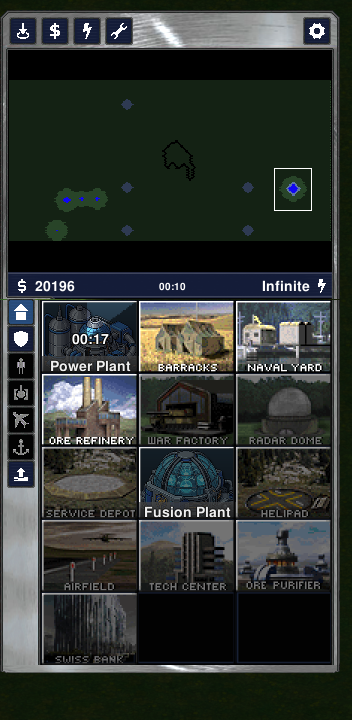 $ 20196
00:10
Infinite
00:17
Power Plant
BARRACKS
NAVAL YARD
ORE REFINERY
WAR FACTORY
RADAR DOME
SERVICE DEPOT
Fusion Plant
HELIPAD
AIRFIELD
TECH CENTER
ORE PURIFIER
SWISS BANK